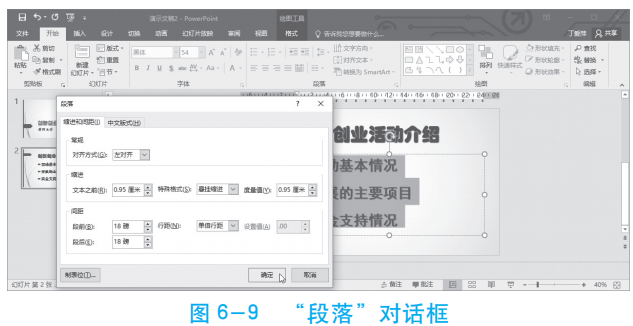 演示文稿2 - PowerPoint
绘图工具
文件 开始 插入 设计 切换 动画 幻灯片放映 审阅 视图 格式 告诉我您想要做什么... 共享
粘贴 剪切 复制 格式刷 剪贴板
新建 幻灯片 版式 重置 节 幻灯片
黑体 54
B I U S abc AV Aa A 字体
段落
文字方向 对齐文本 转换为 SmartArt
排列 快速样式 绘图
形状填充 形状轮廓 形状效果
查找 替换 选择 编辑
1
2
段落 ? ×
缩进和间距(I) 中文版式(H)
常规
对齐方式(G): 左对齐
缩进
文本之前(R): 0.95 厘米 特殊格式(S): 悬挂缩进 度量值(Y): 0.95 厘米
间距
段前(B): 18 磅 行距(N): 单倍行距 设置值(A) .00
段后(E): 18 磅
制表位(T)... 确定 取消
创业活动介绍
基本情况
的主要项目
支持情况
幻灯片 第 2 张
备注 批注 40%
图 6-9 “段落”对话框